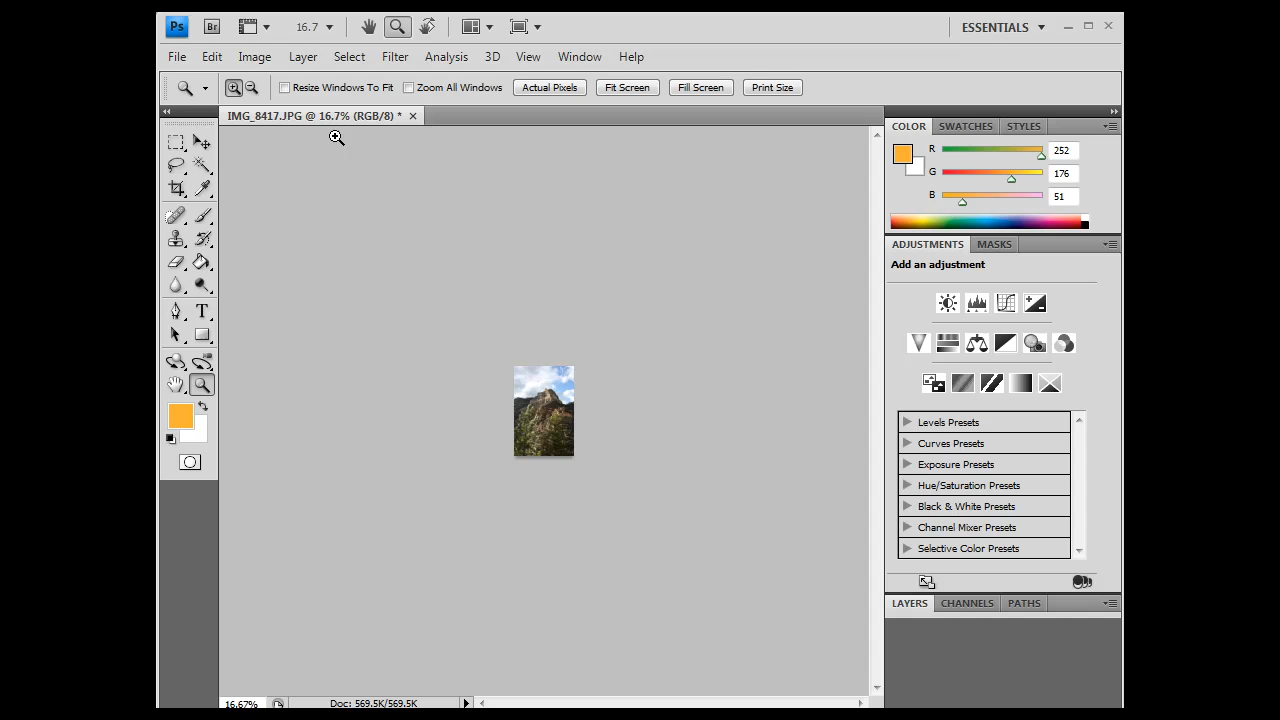 Ps Br 16.7 ESSENTIALS
File Edit Image Layer Select Filter Analysis 3D View Window Help
Resize Windows To Fit Zoom All Windows Actual Pixels Fit Screen Fill Screen Print Size
IMG_8417.JPG @ 16.7% (RGB/8) *
COLOR SWATCHES STYLES
R 252
G 176
B 51
ADJUSTMENTS MASKS
Add an adjustment
Levels Presets
Curves Presets
Exposure Presets
Hue/Saturation Presets
Black & White Presets
Channel Mixer Presets
Selective Color Presets
LAYERS CHANNELS PATHS
16.67% Doc: 569.5K/569.5K